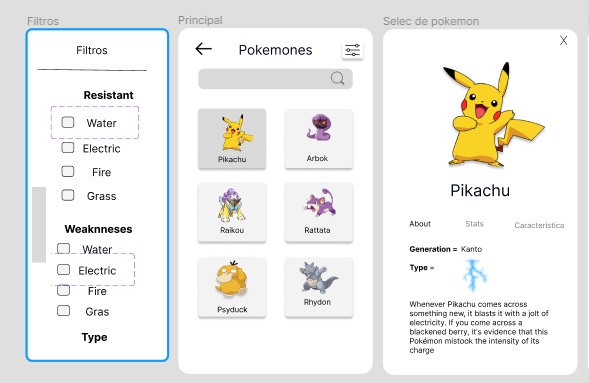 Filtros
Filtros
Resistant
Water
Electric
Fire
Grass
Weaknneses
Water
Electric
Fire
Gras
Type
Principal
Pokemones
Pikachu
Arbok
Raikou
Rattata
Psyduck
Rhydon
Selec de pokemon
X
Pikachu
About Stats Caracteristica
Generation = Kanto
Type =
Whenever Pikachu comes across
something new, it blasts it with a jolt of
electricity. If you come across a
blackened berry, it's evidence that this
Pokémon mistook the intensity of its
charge